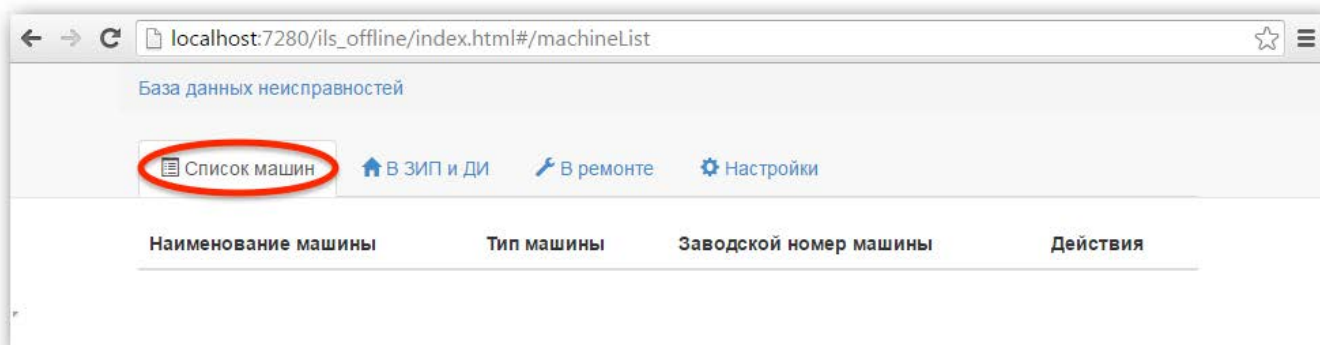 localhost:7280/ils_offline/index.html#/machineList
База данных неисправностей
Список машин В ЗИП и ДИ В ремонте Настройки
Наименование машины Тип машины Заводской номер машины Действия